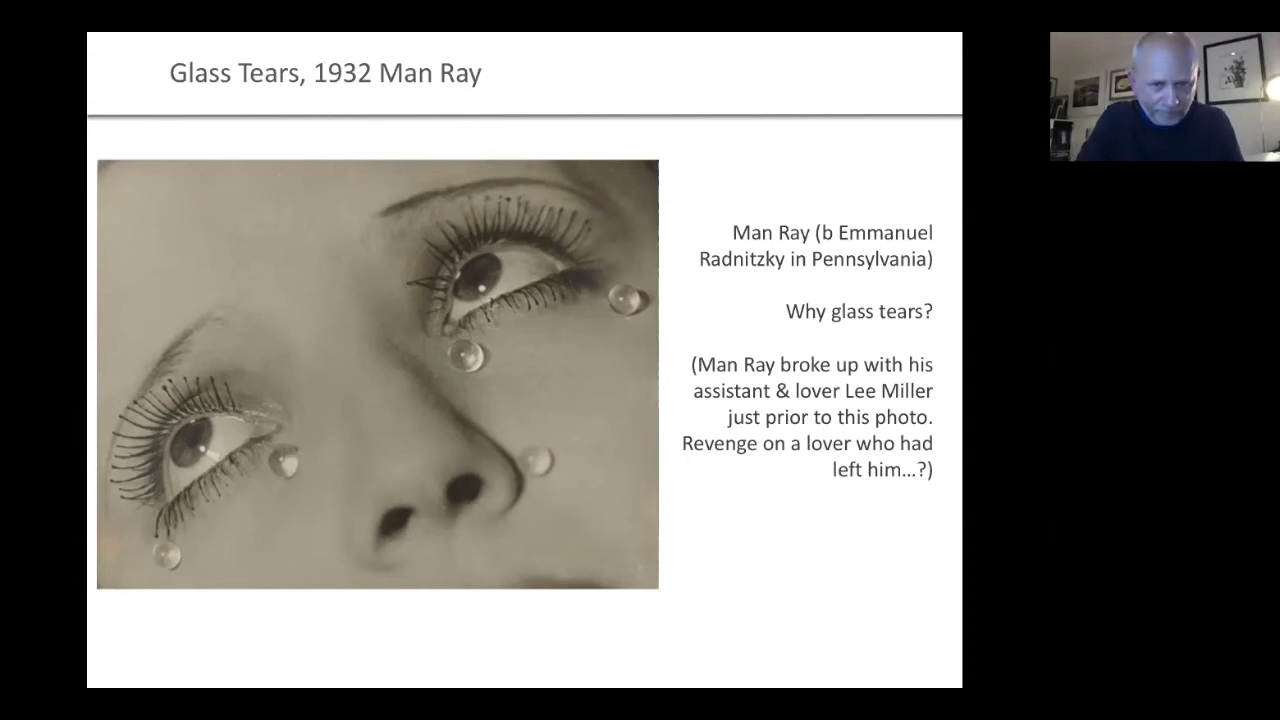 Glass Tears, 1932 Man Ray
Man Ray (b Emmanuel
Radnitzky in Pennsylvania)
Why glass tears?
(Man Ray broke up with his
assistant & lover Lee Miller
just prior to this photo.
Revenge on a lover who had
left him...?)